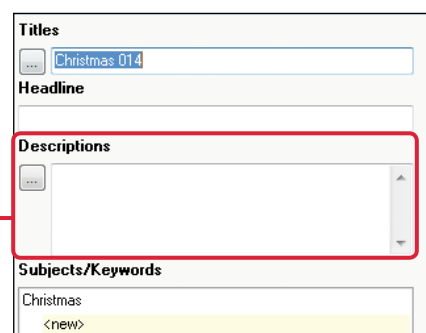 Titles
... Christmas 014
Headline
Descriptions
...
Subjects/Keywords
Christmas
<new>